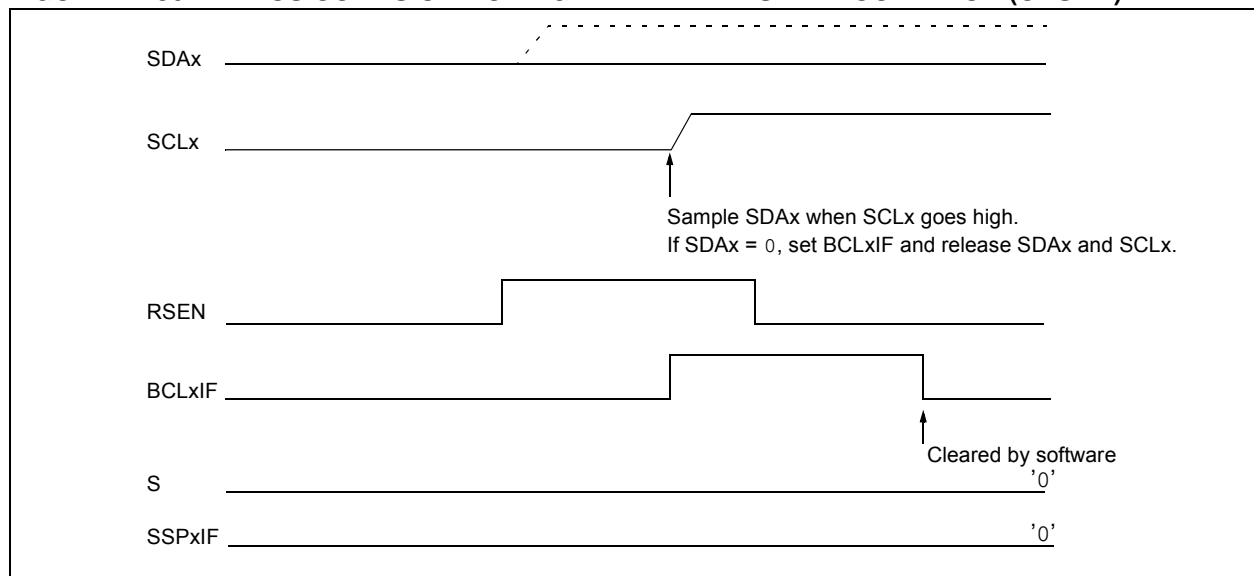 SDAx
SCLx
Sample SDAx when SCLx goes high.
If SDAx = 0, set BCLxIF and release SDAx and SCLx.
RSEN
BCLxIF
Cleared by software
S '0'
SSPxIF '0'